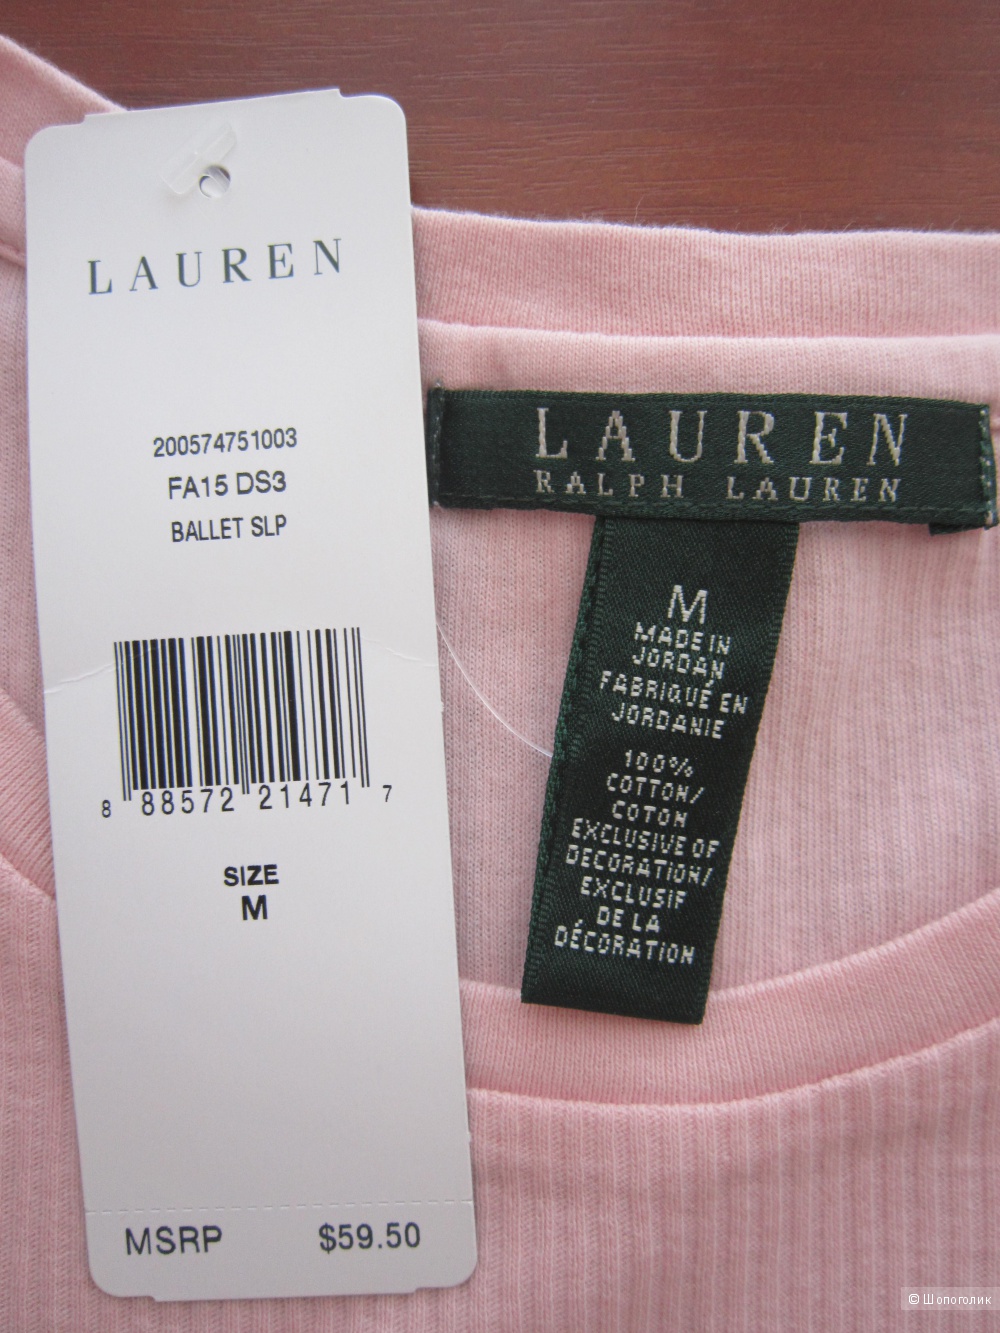 LAUREN
200574751003
FA15 DS3
BALLET SLP
8 88572 21471 7
SIZE
M
MSRP $59.50
LAUREN
RALPH LAUREN
M
MADE IN
JORDAN
FABRIQUÉ EN
JORDANIE
100%
COTTON/
COTON
EXCLUSIVE OF
DECORATION/
EXCLUSIF
DE LA
DÉCORATION
© Шопоголик